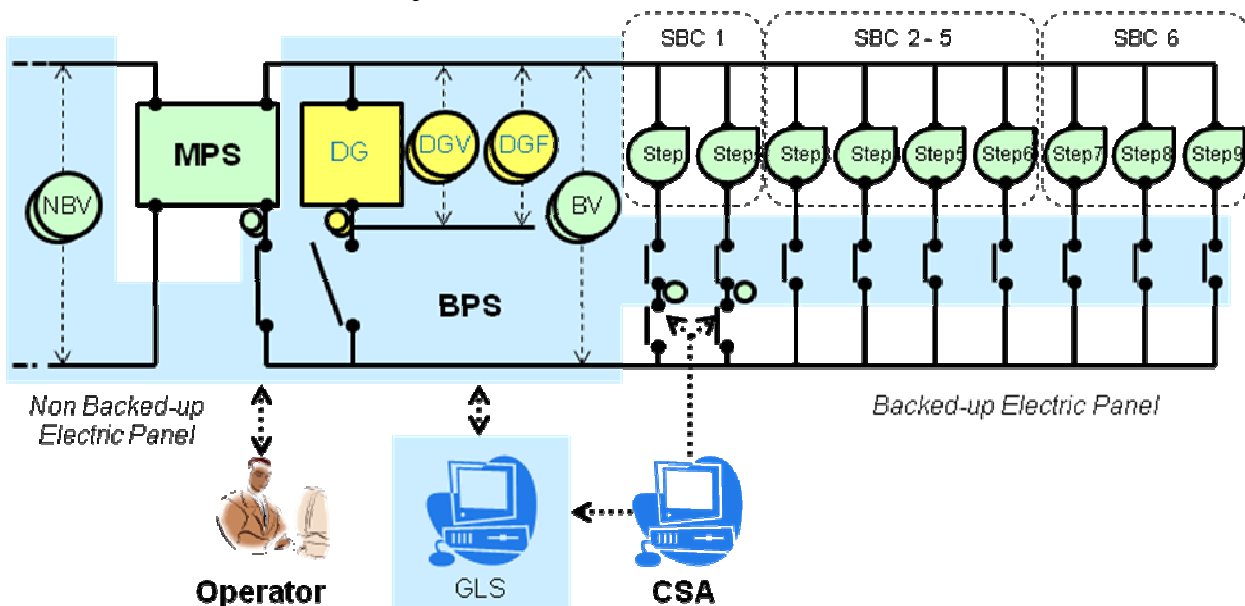 SBC 1
SBC 2 - 5
SBC 6
MPS
DG
DGV
DGF
NBV
BV
Step
Step
Step3
Step
Step5
Step6
Step7
Step8
Step9
BPS
Non Backed-up
Electric Panel
Backed-up Electric Panel
Operator
GLS
CSA